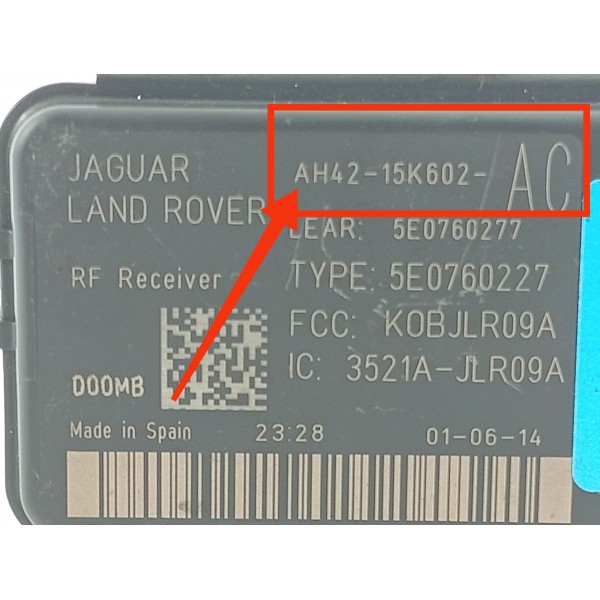 JAGUAR
LAND ROVER
AH42-15K602-AC
LEAR: 5E0760277
RF Receiver
TYPE: 5E0760227
FCC: KOBJLR09A
IC: 3521A-JLR09A
D00MB
Made in Spain 23:28 01-06-14